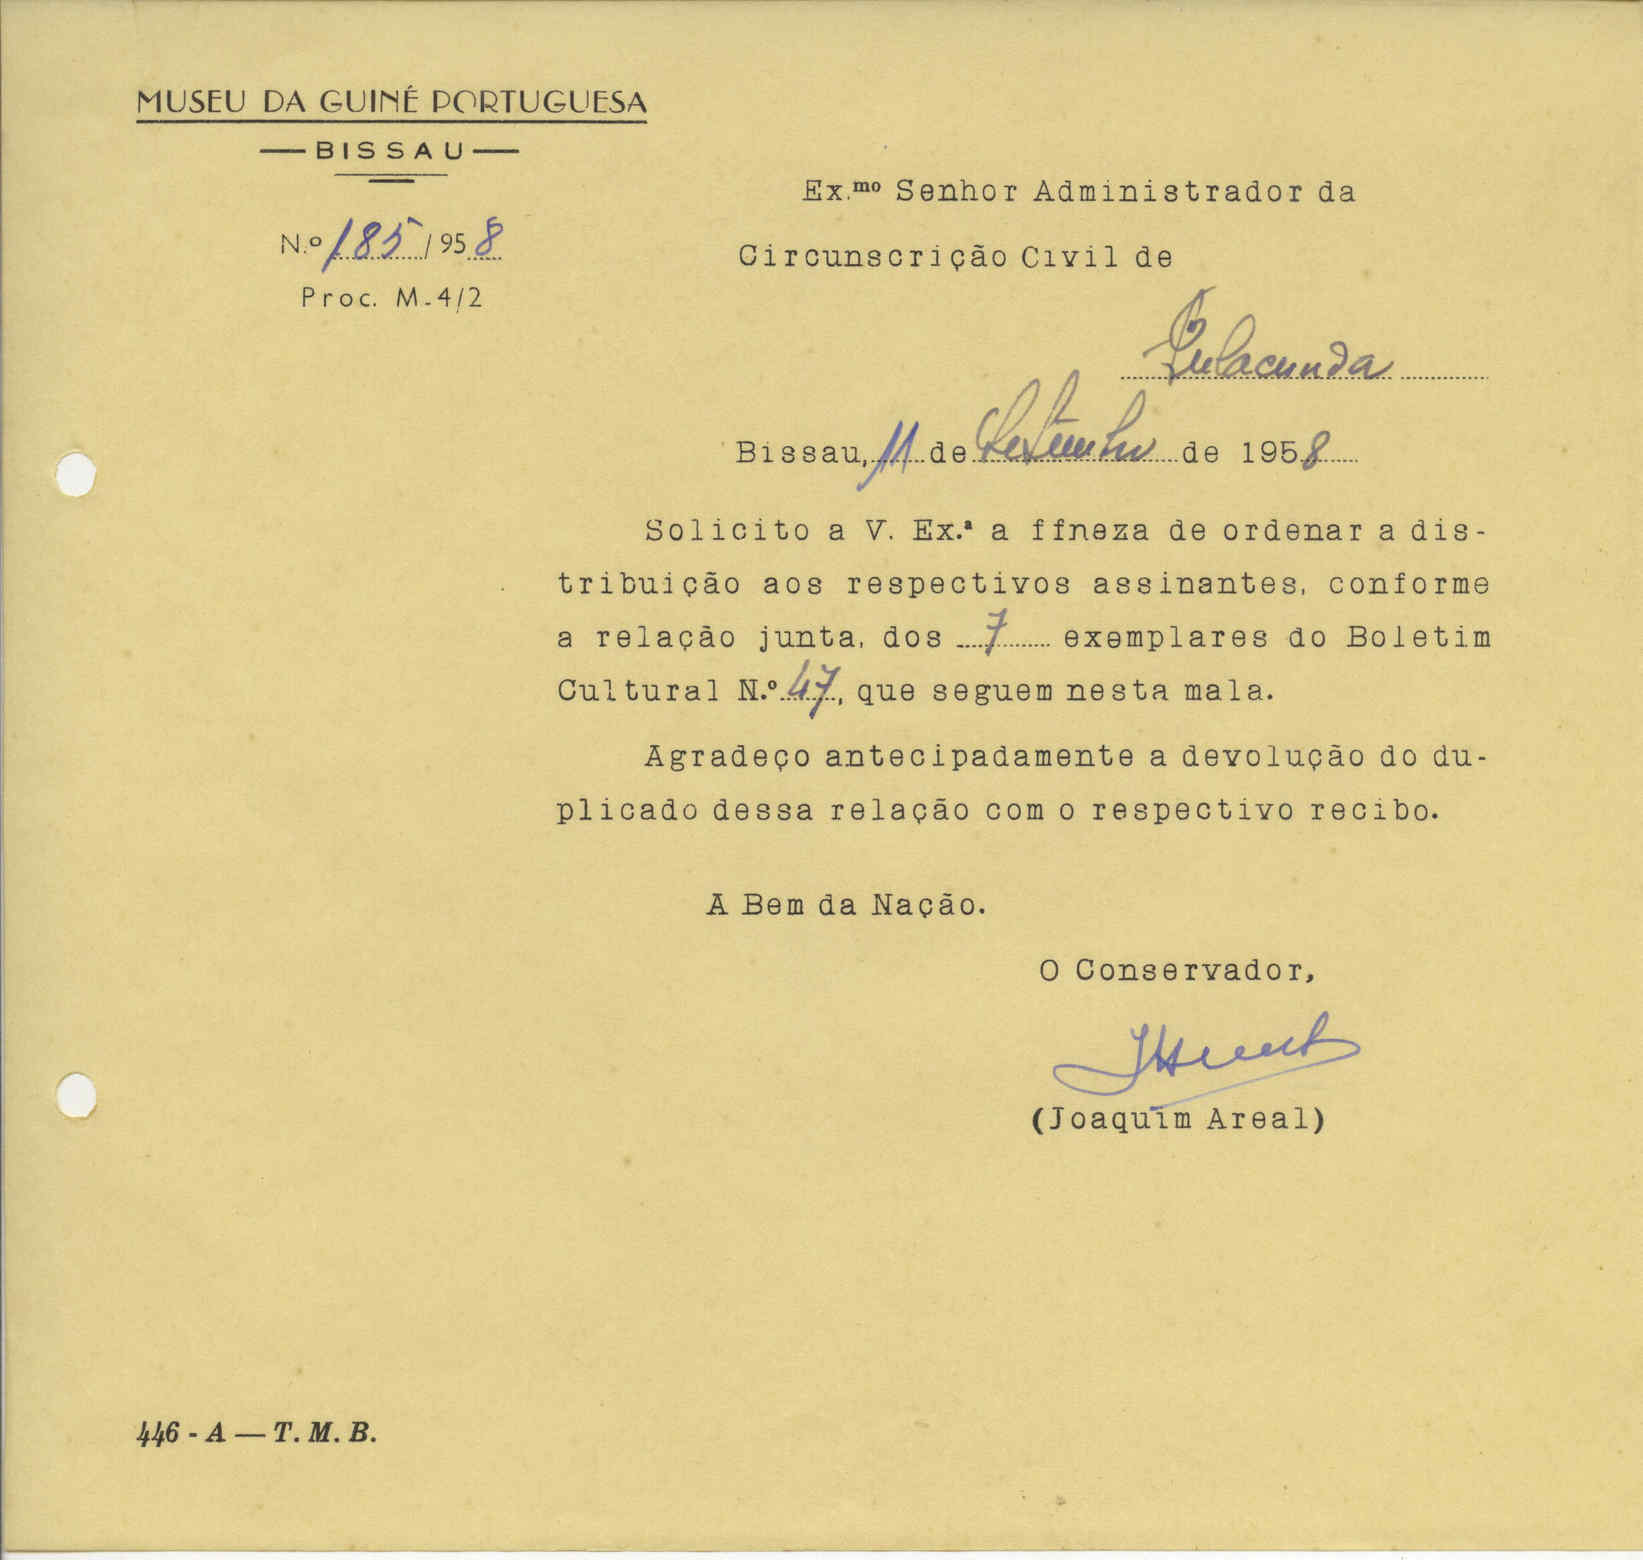 MUSEU DA GUINÉ PORTUGUESA
— BISSAU —
N.º 185/958
Proc. M-4/2
Ex.mo Senhor Administrador da
Circunscrição Civil de
Fulacunda
Bissau, 11 de Setembro de 1958
Solicito a V. Ex.ª a ffneza de ordenar a dis-
tribuição aos respectivos assinantes, conforme
a relação junta, dos 7 exemplares do Boletim
Cultural N.º 47, que seguem nesta mala.
Agradeço antecipadamente a devolução do du-
plicado dessa relação com o respectivo recibo.
A Bem da Nação.
O Conservador,
(Joaquim Areal)
446 - A — T. M. B.